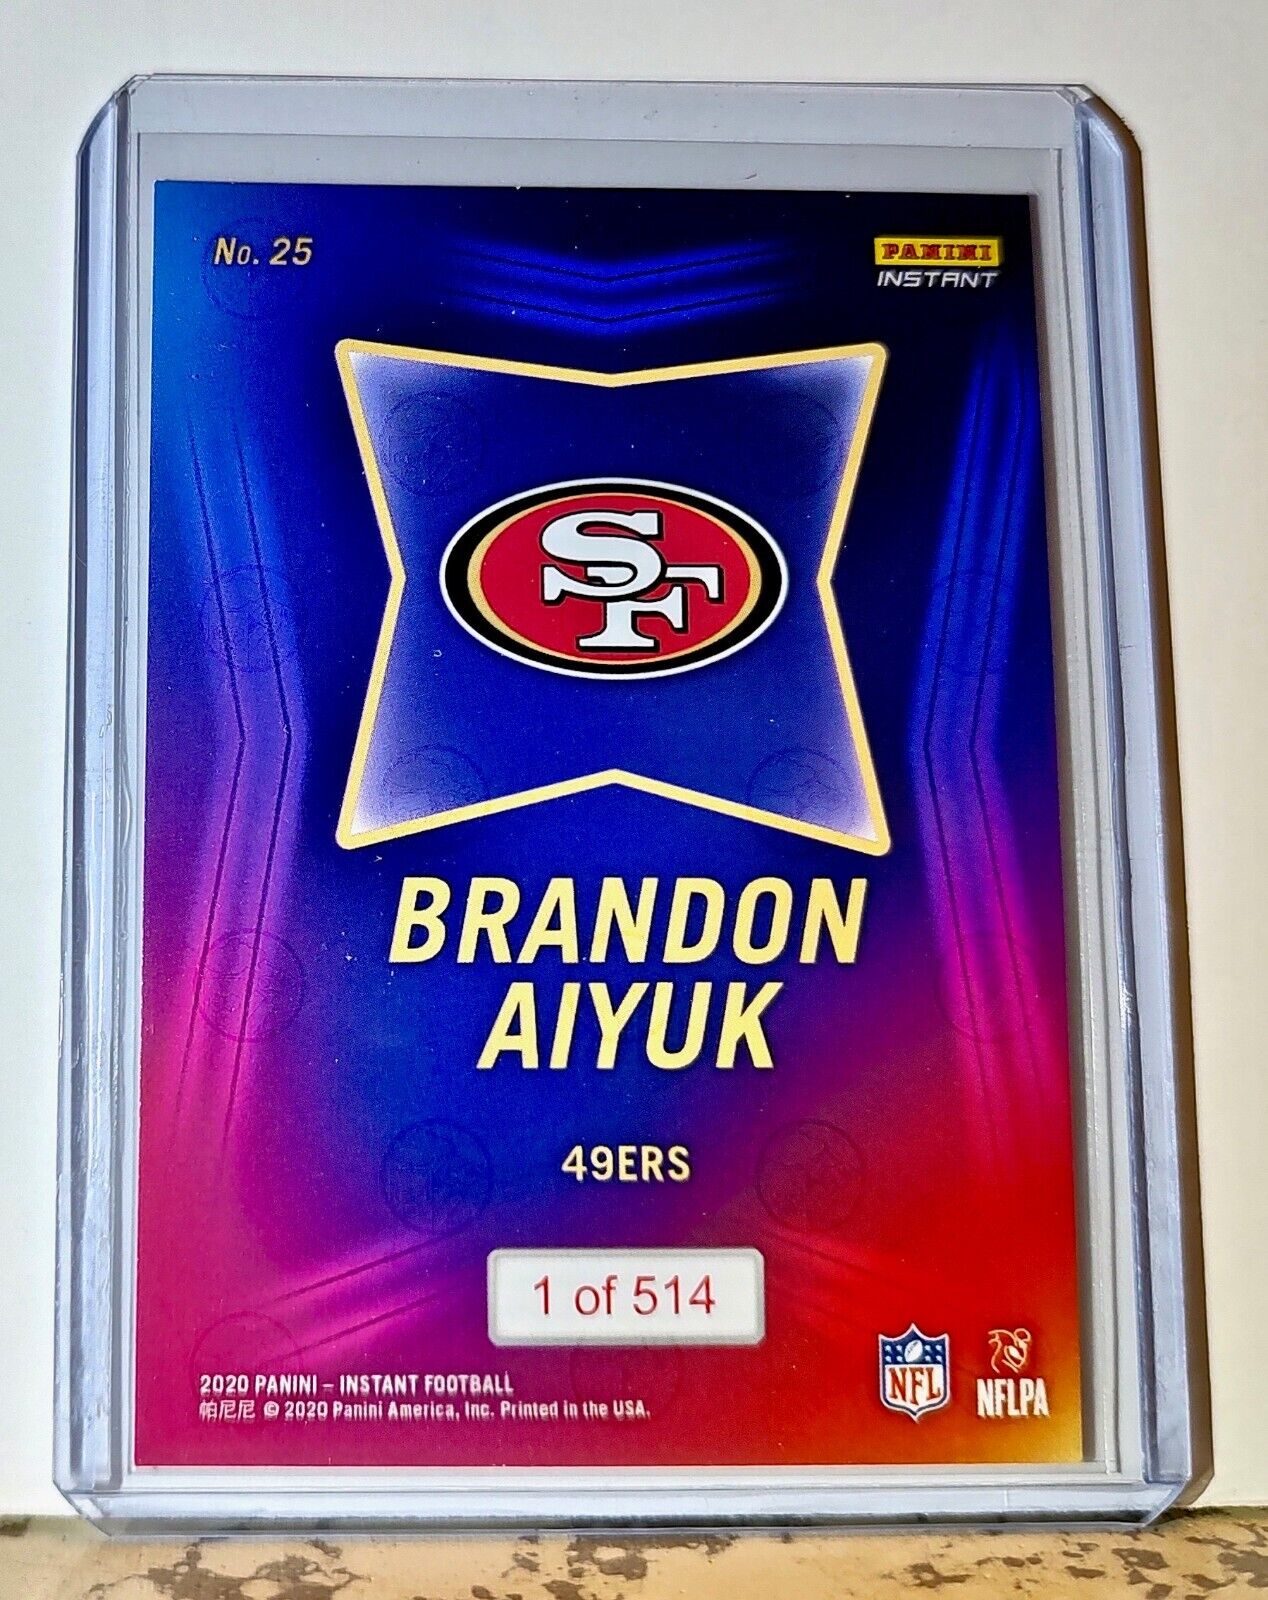 No. 25
PANINI
INSTANT
SF
BRANDON
AIYUK
49ERS
1 of 514
2020 PANINI – INSTANT FOOTBALL
帕尼尼 © 2020 Panini America, Inc. Printed in the USA.
NFL
NFLPA